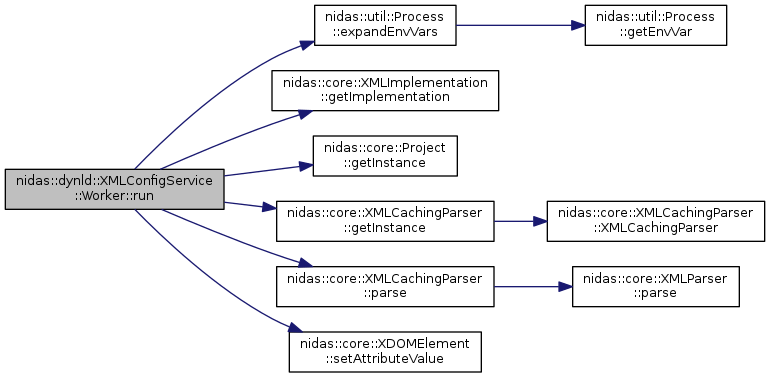 nidas::util::Process
::expandEnvVars
nidas::util::Process
::getEnvVar
nidas::core::XMLImplementation
::getImplementation
nidas::core::Project
::getInstance
nidas::dynld::XMLConfigService
::Worker::run
nidas::core::XMLCachingParser
::getInstance
nidas::core::XMLCachingParser
::XMLCachingParser
nidas::core::XMLCachingParser
::parse
nidas::core::XMLParser
::parse
nidas::core::XDOMElement
::setAttributeValue